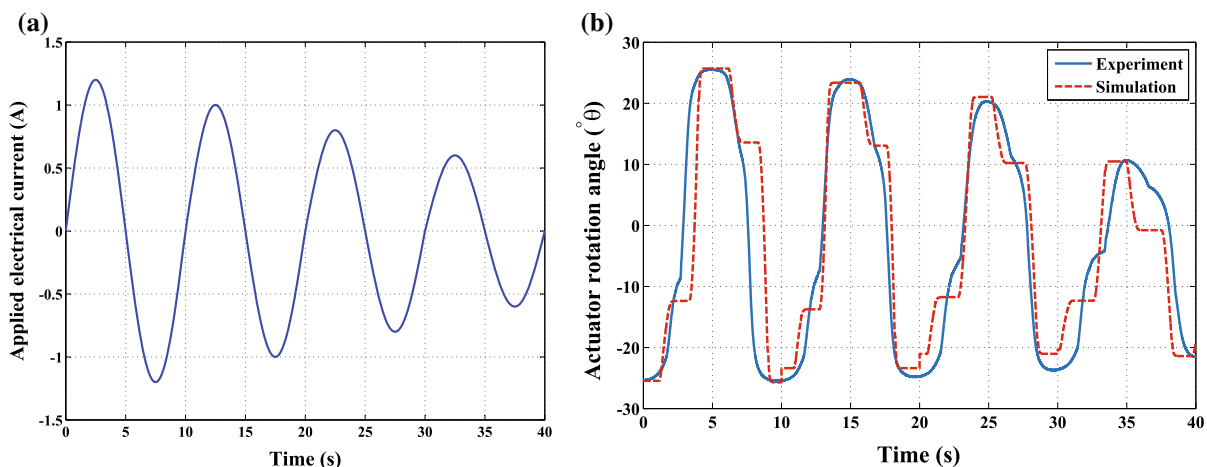 (a)
Applied electrical current (A)
1.5
1
0.5
0
-0.5
-1
-1.5
0 5 10 15 20 25 30 35 40
Time (s)
(b)
Actuator rotation angle (°θ)
30
20
10
0
-10
-20
-30
0 5 10 15 20 25 30 35 40
Time (s)
Experiment
Simulation